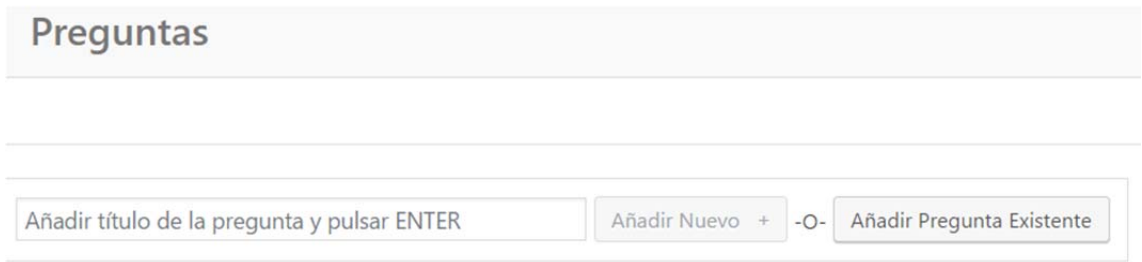 Preguntas
Añadir título de la pregunta y pulsar ENTER Añadir Nuevo + -O- Añadir Pregunta Existente